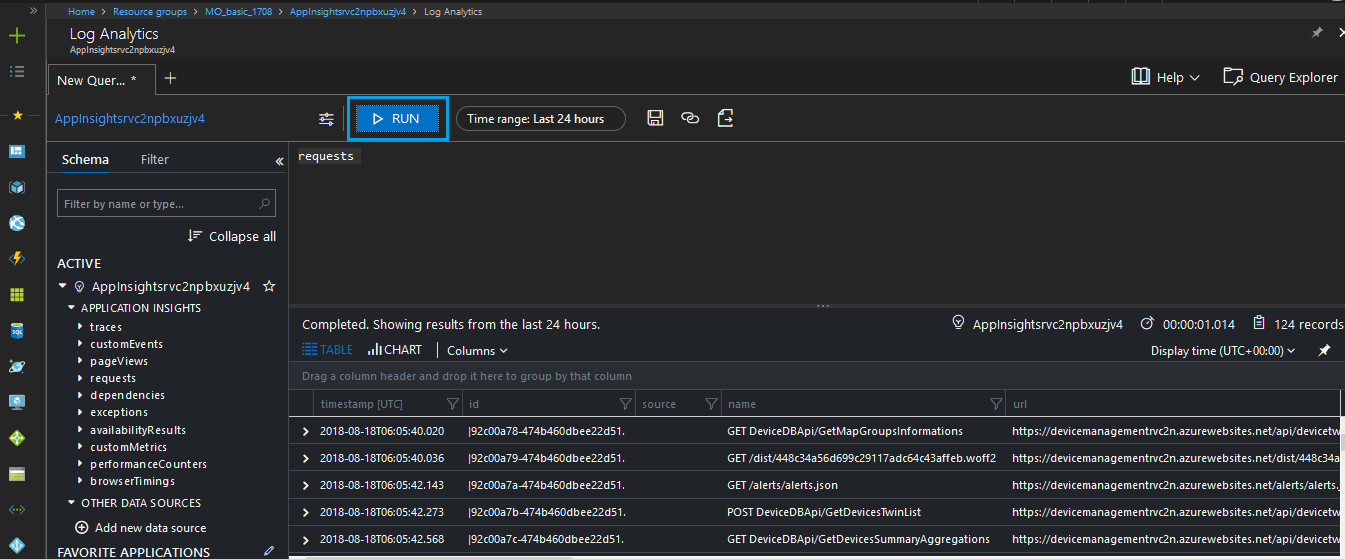 Home > Resource groups > MO_basic_1708 > AppInsightsrvc2npbxuzjv4 > Log Analytics
Log Analytics
AppInsightsrvc2npbxuzjv4
New Quer... *
Help
Query Explorer
AppInsightsrvc2npbxuzjv4
RUN
Time range: Last 24 hours
Schema
Filter
requests
Filter by name or type...
Collapse all
ACTIVE
AppInsightsrvc2npbxuzjv4
APPLICATION INSIGHTS
traces
customEvents
pageViews
requests
dependencies
exceptions
availabilityResults
customMetrics
performanceCounters
browserTimings
OTHER DATA SOURCES
Add new data source
FAVORITE APPLICATIONS
Completed. Showing results from the last 24 hours.
AppInsightsrvc2npbxuzjv4
00:00:01.014
124 records
TABLE
CHART
Columns
Display time (UTC+00:00)
Drag a column header and drop it here to group by that column
timestamp [UTC] id source name url
2018-08-18T06:05:40.020 |92c00a78-474b460dbee22d51. GET DeviceDBApi/GetMapGroupsInformations https://devicemanagementrvc2n.azurewebsites.net/api/devicetw
2018-08-18T06:05:40.036 |92c00a79-474b460dbee22d51. GET /dist/448c34a56d699c29117adc64c43affeb.woff2 https://devicemanagementrvc2n.azurewebsites.net/dist/448c34a
2018-08-18T06:05:42.143 |92c00a7a-474b460dbee22d51. GET /alerts/alerts.json https://devicemanagementrvc2n.azurewebsites.net/alerts/alerts.
2018-08-18T06:05:42.273 |92c00a7b-474b460dbee22d51. POST DeviceDBApi/GetDevicesTwinList https://devicemanagementrvc2n.azurewebsites.net/api/devicetw
2018-08-18T06:05:42.568 |92c00a7c-474b460dbee22d51. GET DeviceDBApi/GetDevicesSummaryAggregations https://devicemanagementrvc2n.azurewebsites.net/api/devicetw